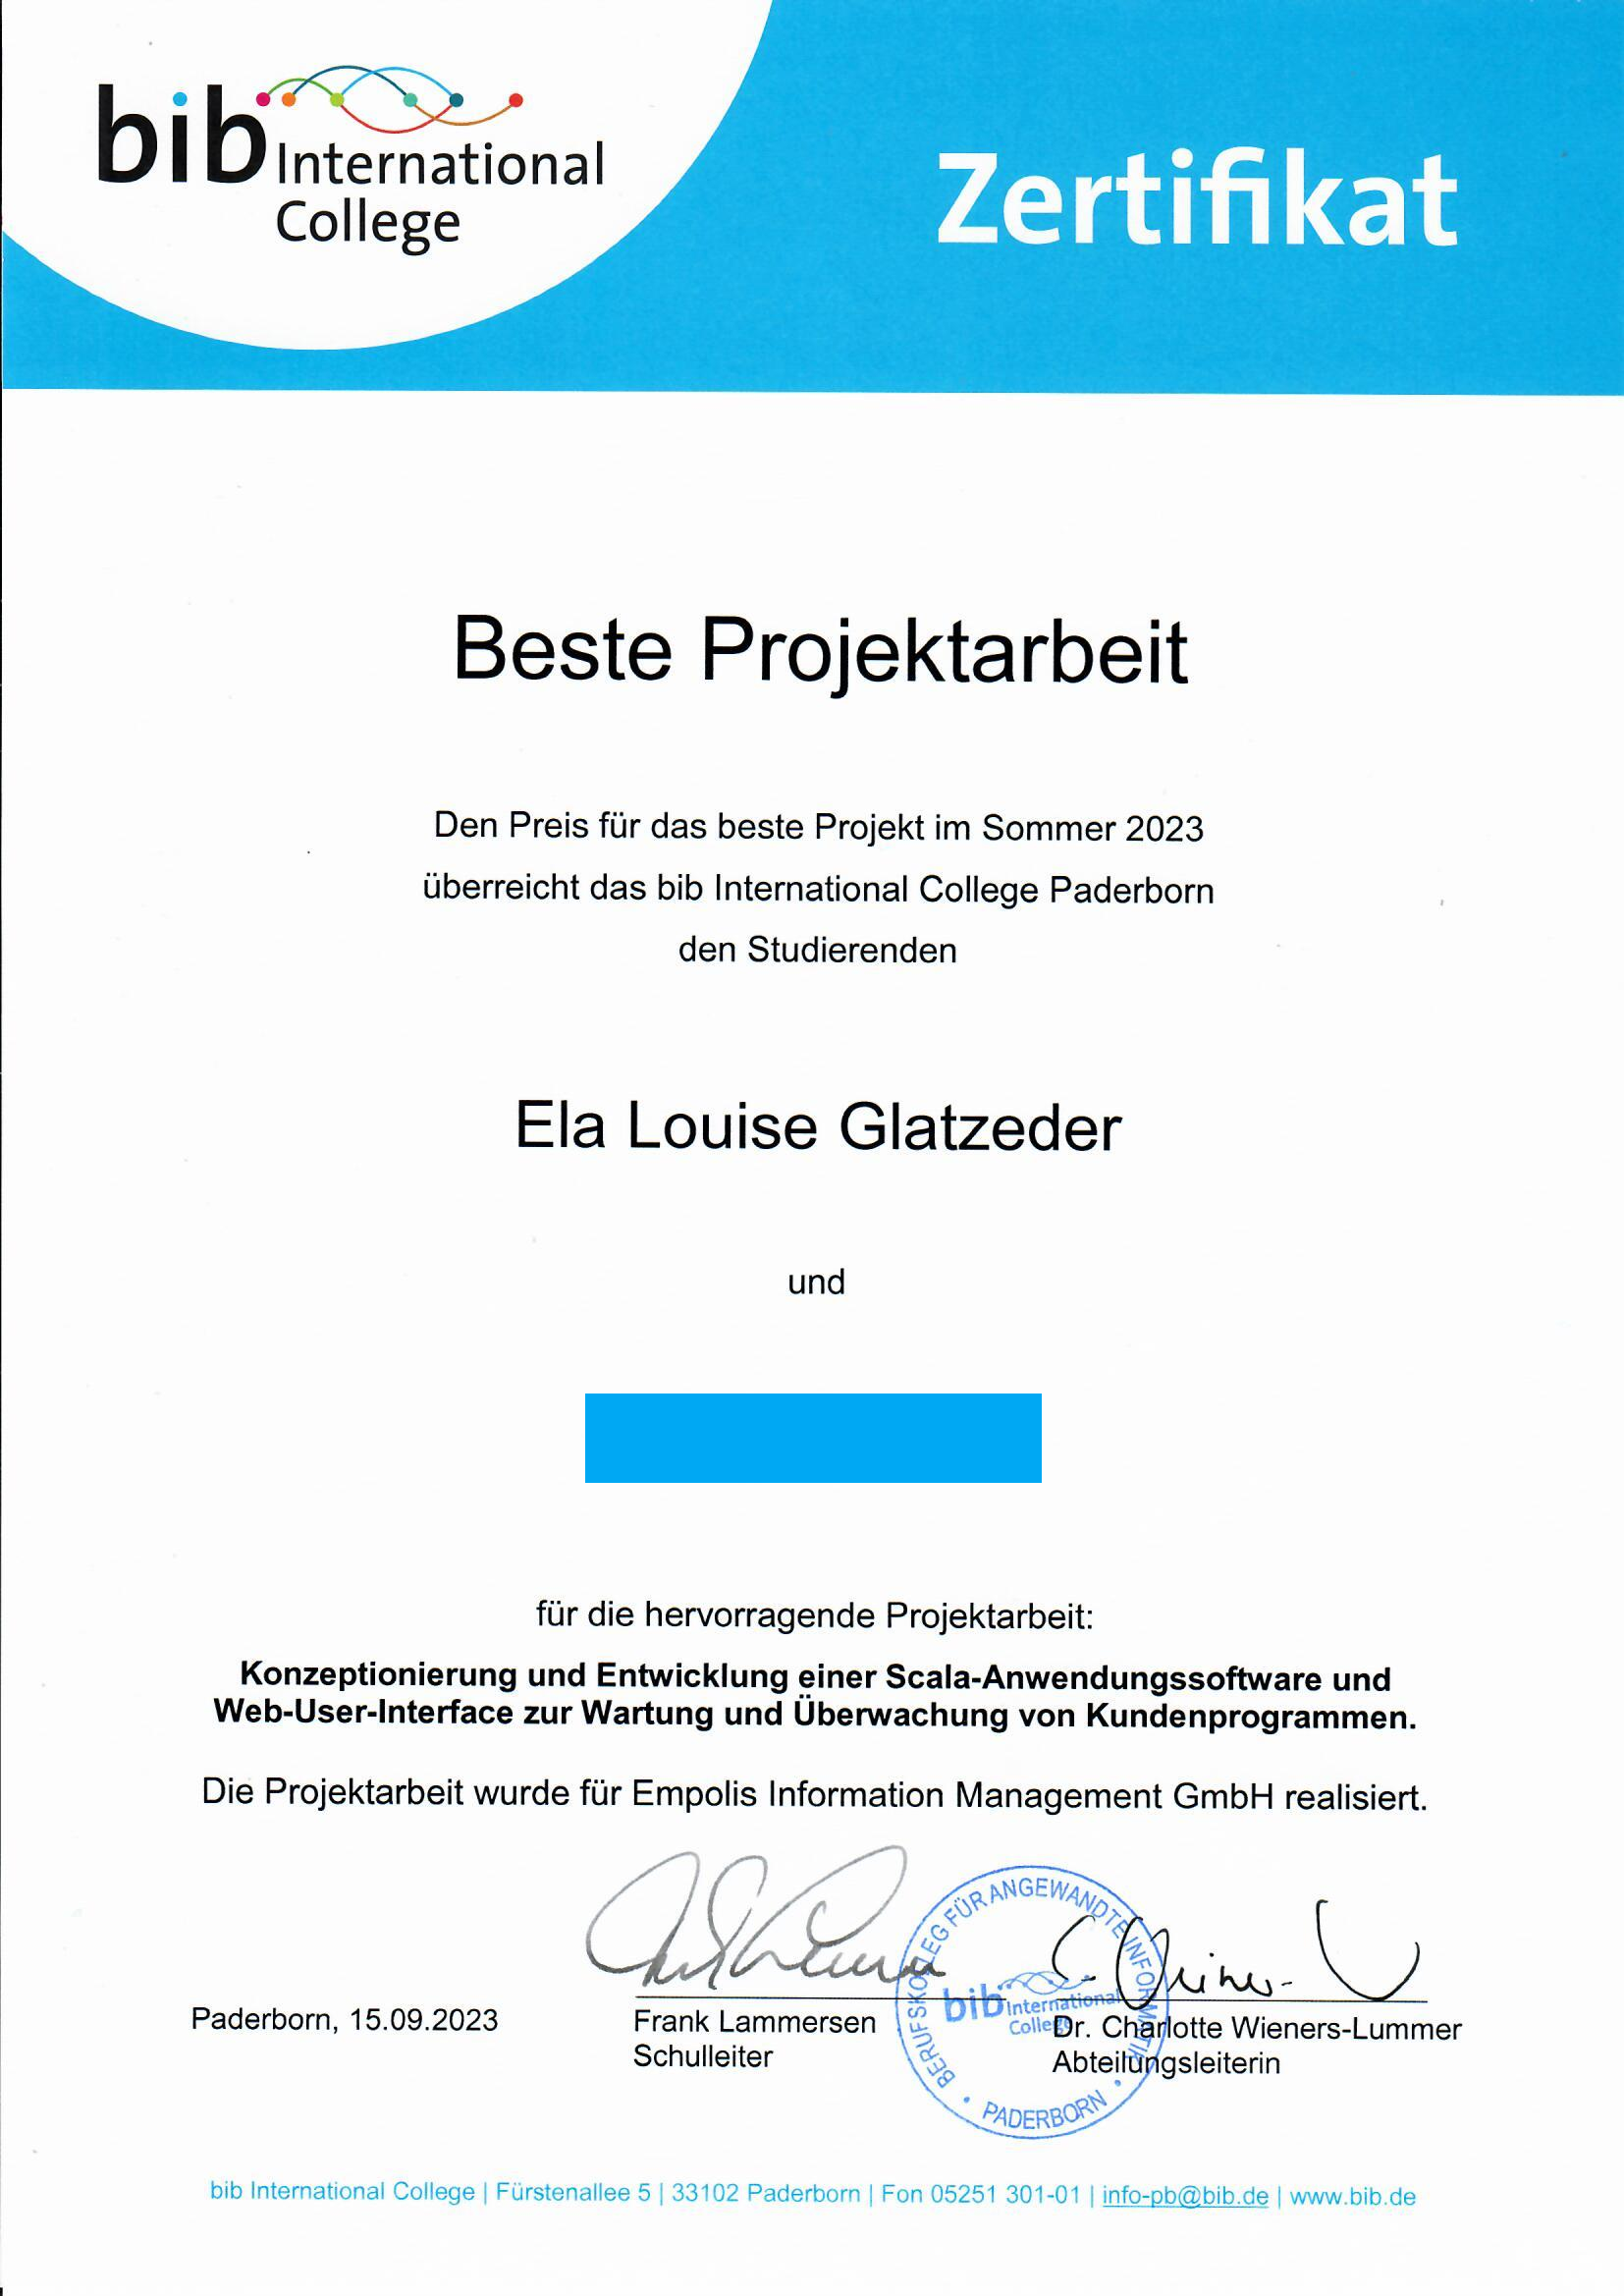 bib International
College
Zertifikat
Beste Projektarbeit
Den Preis für das beste Projekt im Sommer 2023
überreicht das bib International College Paderborn
den Studierenden
Ela Louise Glatzeder
und
für die hervorragende Projektarbeit:
Konzeptionierung und Entwicklung einer Scala-Anwendungssoftware und
Web-User-Interface zur Wartung und Überwachung von Kundenprogrammen.
Die Projektarbeit wurde für Empolis Information Management GmbH realisiert.
BERUFSKOLLEG FÜR ANGEWANDTE INFORMATIK
bib International
College
• PADERBORN •
Paderborn, 15.09.2023
Frank Lammersen
Schulleiter
Dr. Charlotte Wieners-Lummer
Abteilungsleiterin
bib International College | Fürstenallee 5 | 33102 Paderborn | Fon 05251 301-01 | info-pb@bib.de | www.bib.de